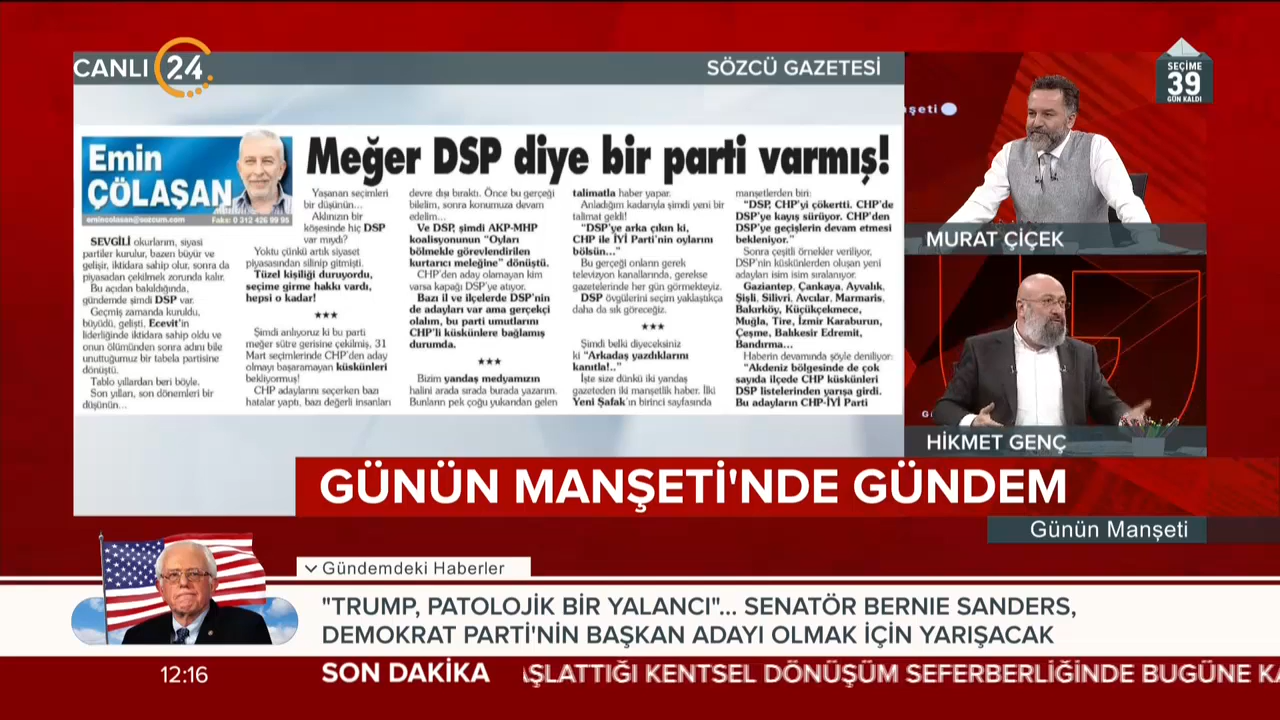 CANLI 24
SÖZCÜ GAZETESİ
SEÇİME
39
GÜN KALDI
Emin
ÇÖLAŞAN
emincolasan@sozcu.com
Faks: 0 312 426 99 95
Meğer DSP diye bir parti varmış!
SEVGİLİ okurlarım, siyasi
partiler kurulur, bazen büyür ve
gelişir, iktidara sahip olur, sonra da
piyasadan çekilmek zorunda kalır.
Bu açıdan bakıldığında,
gündemde şimdi DSP var.
Geçmiş zamanda kuruldu,
büyüdü, gelişti, Ecevit'in
liderliğinde iktidara sahip oldu ve
onun ölümünden sonra adını bile
unuttuğumuz bir tabela partisine
dönüştü.
Tablo yıllardan beri böyle.
Son yılları, son dönemleri bir
düşünün...
Yaşanan seçimleri
bir düşünün...
Aklınızın bir
köşesinde hiç DSP
var mıydı?
Yoktu çünkü artık siyaset
piyasasından silinip gitmişti.
Tüzel kişiliği duruyordu,
seçime girme hakkı vardı,
hepsi o kadar!
★★★
Şimdi anlıyoruz ki bu parti
meğer sütre gerisine çekilmiş, 31
Mart seçimlerinde CHP'den aday
olmayı başaramayan küskünleri
bekliyormuş!
CHP adaylarını seçerken bazı
hatalar yaptı, bazı değerli insanları
devre dışı bıraktı. Önce bu gerçeği
bilelim, sonra konumuza devam
edelim...
Ve DSP, şimdi AKP-MHP
koalisyonunun "Oyları
bölmekle görevlendirilen
kurtarıcı meleğine" dönüştü.
CHP'den aday olamayan kim
varsa kapağı DSP'ye atıyor.
Bazı il ve ilçelerde DSP'nin
de adayları var ama gerçekçi
olalım, bu parti umutlarını
CHP'li küskünlere bağlamış
durumda.
★★★
Bizim yandaş medyamızın
halini arada sırada burada yazarım.
Bunların pek çoğu yukarıdan gelen
talimatla haber yapar.
Anladığım kadarıyla şimdi yeni bir
talimat geldi!
"DSP'ye arka çıkın ki,
CHP ile İYİ Parti'nin oylarını
bölsün..."
Bu gerçeği onların gerek
televizyon kanallarında, gerekse
gazetelerinde her gün görmekteyiz.
DSP övgülerini seçim yaklaştıkça
daha da sık göreceğiz.
★★★
Şimdi belki diyeceksiniz
ki "Arkadaş yazdıklarını
kanıtla!.."
İşte size dünkü iki yandaş
gazeteden iki manşetlik haber. İlki
Yeni Şafak'ın birinci sayfasında
manşetlerden biri:
"DSP, CHP'yi çökertti. CHP'de
DSP'ye kayış sürüyor. CHP'den
DSP'ye geçişlerin devam etmesi
bekleniyor."
Sonra çeşitli örnekler veriliyor,
DSP'nin küskünlerden oluşan yeni
adayları isim isim sıralanıyor.
Gaziantep, Çankaya, Ayvalık,
Şişli, Silivri, Avcılar, Marmaris,
Bakırköy, Küçükçekmece,
Muğla, Tire, İzmir Karaburun,
Çeşme, Balıkesir Edremit,
Bandırma...
Haberin devamında şöyle deniliyor:
"Akdeniz bölgesinde de çok
sayıda ilçede CHP küskünleri
DSP listelerinden yarışa girdi.
Bu adayların CHP-İYİ Parti
MURAT ÇİÇEK
HİKMET GENÇ
GÜNÜN MANŞETİ'NDE GÜNDEM
Günün Manşeti
Gündemdeki Haberler
"TRUMP, PATOLOJİK BİR YALANCI"... SENATÖR BERNIE SANDERS,
DEMOKRAT PARTİ'NİN BAŞKAN ADAYI OLMAK İÇİN YARIŞACAK
12:16
SON DAKİKA
AŞLATTIĞI KENTSEL DÖNÜŞÜM SEFERBERLİĞİNDE BUGÜNE KA